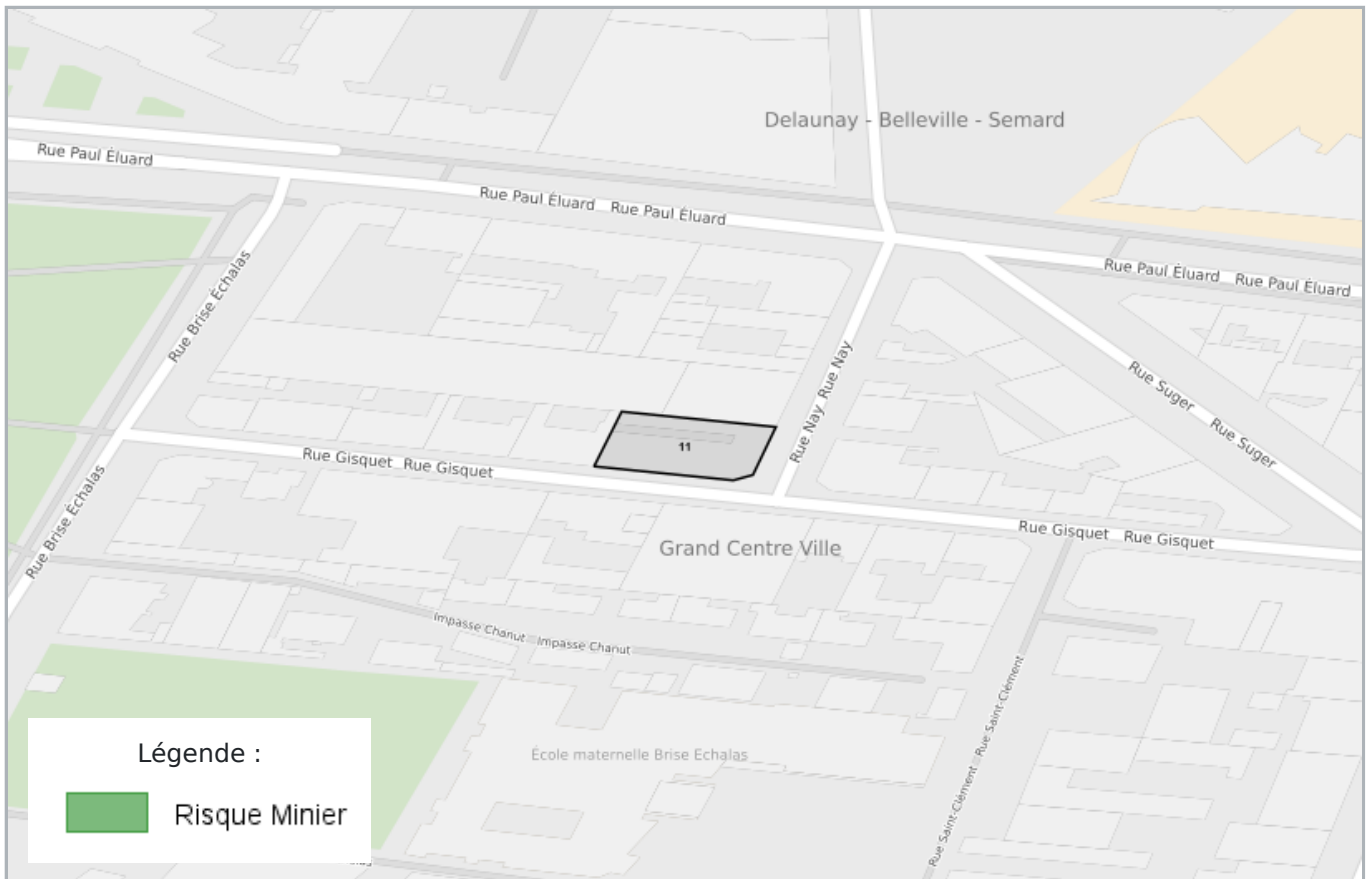 Delaunay - Belleville - Semard
Rue Paul Éluard
Rue Paul Éluard Rue Paul Éluard
Rue Paul Éluard Rue Paul Éluard
Rue Brise Échalas
Rue Nay Rue Nay
Rue Suger Rue Suger
11
Rue Gisquet Rue Gisquet
Rue Brise Échalas
Rue Gisquet Rue Gisquet
Grand Centre Ville
Impasse Chanut Impasse Chanut
Rue Saint-Clément Rue Saint-Clément
École maternelle Brise Echalas
Légende :
Risque Minier